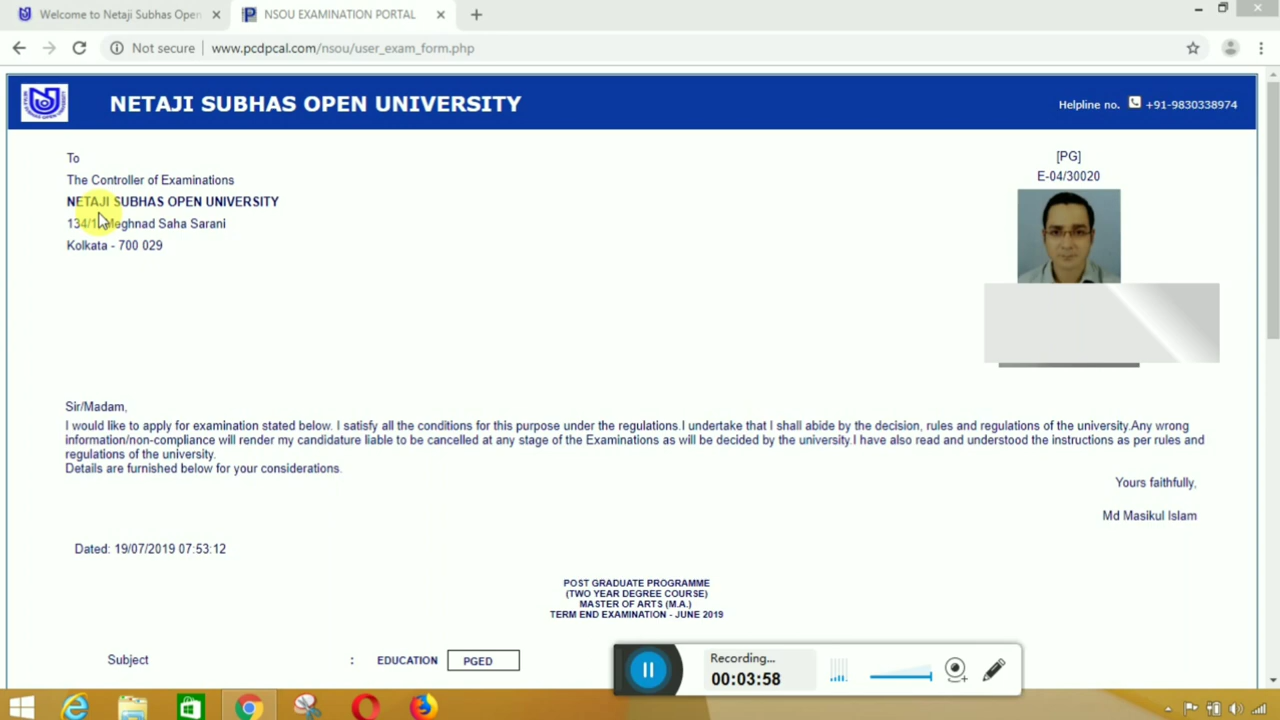 Welcome to Netaji Subhas Open
NSOU EXAMINATION PORTAL
Not secure
www.pcdpcal.com/nsou/user_exam_form.php
NETAJI SUBHAS OPEN UNIVERSITY
Helpline no. +91-9830338974
To
The Controller of Examinations
NETAJI SUBHAS OPEN UNIVERSITY
Meghnad Saha Sarani
Kolkata - 700 029
[PG]
E-04/30020
Sir/Madam,
I would like to apply for examination stated below. I satisfy all the conditions for this purpose under the regulations.I undertake that I shall abide by the decision, rules and regulations of the university.Any wrong
information/non-compliance will render my candidature liable to be cancelled at any stage of the Examinations as will be decided by the university.I have also read and understood the instructions as per rules and
regulations of the university.
Details are furnished below for your considerations.
Yours faithfully,
Md Masikul Islam
Dated: 19/07/2019 07:53:12
POST GRADUATE PROGRAMME
(TWO YEAR DEGREE COURSE)
MASTER OF ARTS (M.A.)
TERM END EXAMINATION - JUNE 2019
Subject : EDUCATION PGED
Recording...
00:03:58